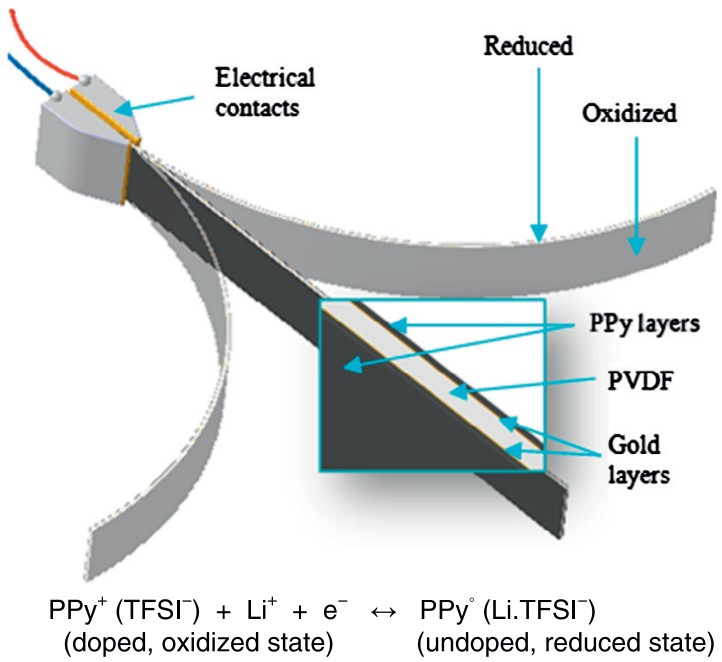 Reduced
Electrical
contacts
Oxidized
PPy layers
PVDF
Gold
layers
PPy⁺ (TFSI⁻) + Li⁺ + e⁻ ↔ PPy° (Li.TFSI⁻)
(doped, oxidized state) (undoped, reduced state)